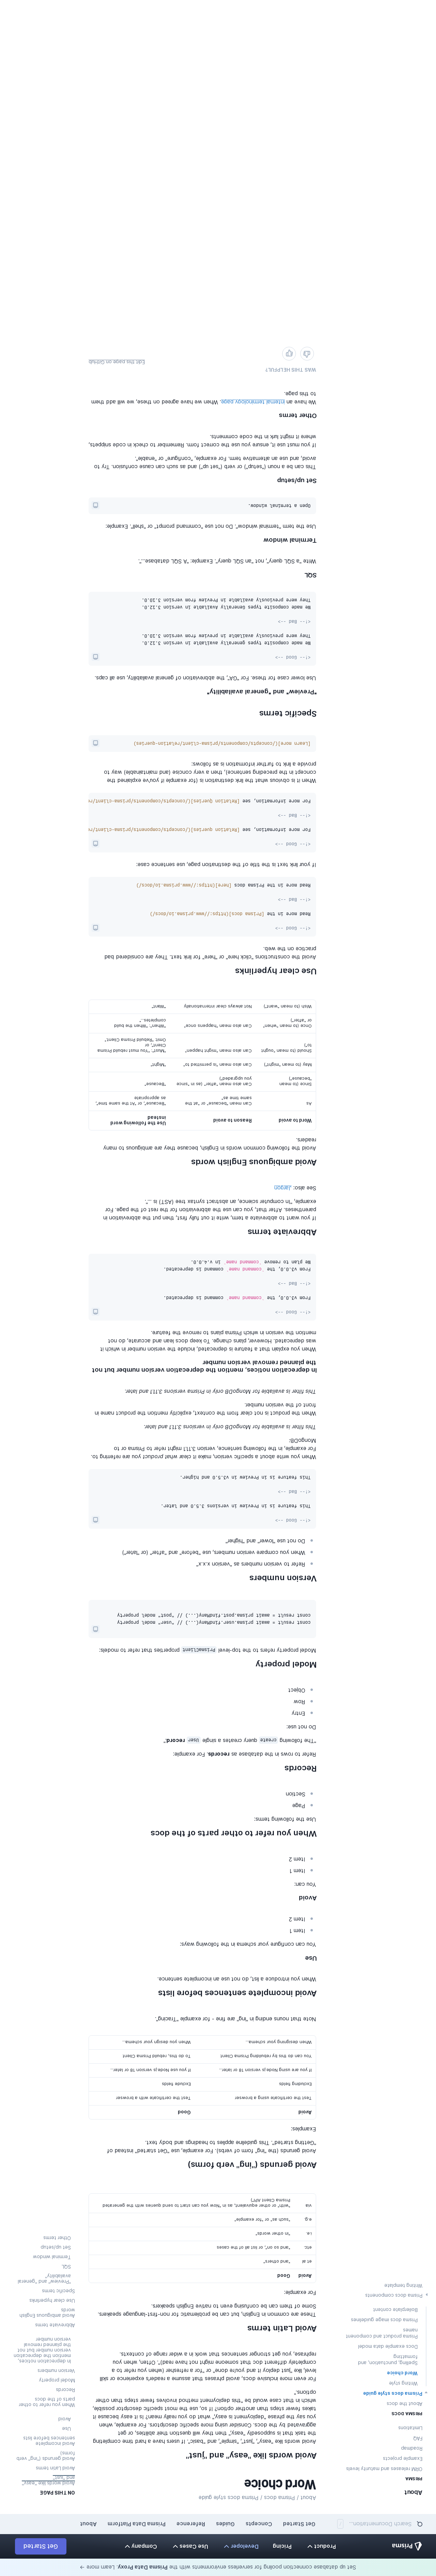 Set up database connection pooling for serverless environments with the Prisma Data Proxy. Learn more →
Prisma
Product
Pricing
Developer
Use Cases
Company
Get Started
Search Documentation...
Get Started
Concepts
Guides
Reference
Prisma Data Platform
About
About
PRISMA
ORM releases and maturity levels
Example projects
Roadmap
FAQ
Limitations
PRISMA DOCS
About the docs
Prisma docs style guide
Writing style
Word choice
Spelling, punctuation, and
formatting
Docs example data model
Prisma product and component
names
Prisma docs image guidelines
Boilerplate content
Prisma docs components
Writing template
About / Prisma docs / Prisma docs style guide
Word choice
Avoid words like "easy" and "just"
Avoid words like "easy", "simple", and "basic". If users have a hard time completing
the task that is supposedly "easy," they will question their abilities, or get
aggravated by the docs. Consider using more specific descriptors. For example, when
you say the phrase "deployment is easy," what do you really mean? Is it easy because
it takes fewer steps than another option? If so, use the most specific descriptor possible,
options."
For even more inclusive docs, avoid phrases that assume a reader's experience or skill
level, like "just deploy it and you're done" or "for a refresher (referring to a completely
completely different doc that someone might not have read)". Often, when you
rephrase, you get stronger sentences, that apply to a wide range of contexts.
Avoid Latin terms
These are common in English, but are suboptimal for non-first-language speakers.
Some of them can be confusing even to native English speakers.
For example:
Avoid
Good
et al
"and others"
etc.
"and so on", or list all of the cases
i.e.
"in other words"
e.g.
"such as" or "for example"
via
"with" or other equivalent, as in "Now you can start to send queries with the generated
Prisma Client API"
Avoid gerunds ("ing" verb forms)
Avoid gerunds (the "ing" form of verbs). For example, use "Get started" instead of
"Getting started". This guideline applies to headings and body text.
Examples:
Avoid
Good
Test the certificate using a browser
Test the certificate with a browser
Excluding fields
Exclude fields
If you are using Node.js version 18 or later..
If you use Node.js version 18 or later..
You can do this by rebuilding Prisma Client
To do this, rebuild Prisma Client
When designing your schema..
When you design your schema..
Note that nouns ending in "ing" are fine - for example "Tracing".
Avoid incomplete sentences before lists
When you introduce a list, do not use an incomplete sentence.
Use
You can configure your schema in the following ways:
Item 1
Item 2
Avoid
You can:
Item 1
Item 2
When you refer to other parts of the docs
Use the following terms:
Page
Section
Records
Refer to rows in the database as records. For example:
"The following create query creates a single User record."
Do not use:
Entry
Row
Object
Model property
Model property refers to the top-level PrismaClient properties that refer to models:
const result = await prisma.user.findMany(...) // "user" model property
const result = await prisma.post.findMany(...) // "post" model property
Version numbers
Refer to version numbers as "version x.x.x"
When you compare version numbers, use "before" and "after" (or "later")
Do not use "lower" and "higher"
<!-- Good -->
This feature is in Preview in versions 3.5.0 and later.
<!-- Bad -->
This feature is in Preview in v3.5.0 and higher.
When you write about a specific version, make it clear what product you are referring to.
For example, in the following sentence, version 3.11 might refer to Prisma or to
MongoDB:
This filter is available for MongoDB only in versions 3.11 and later.
When the product is not clear from the context, explicitly mention the product name in
front of the version number:
This filter is available for MongoDB only in Prisma versions 3.11 and later.
In deprecation notices, mention the deprecation version number but not
the planned removal version number
When you explain that a feature is deprecated, include the version number in which it
was deprecated. However, plans change. To keep docs lean and accurate, do not
mention the version in which Prisma plans to remove the feature.
<!-- Good -->
From v3.0.0, the `command name` command is deprecated.
<!-- Bad -->
From v3.0.0, the `command name` command is deprecated.
We plan to remove `command name` in v.4.0.0.
Abbreviate terms
If you want to abbreviate a term, write it out fully first, then put the abbreviation in
parentheses. After that, you can use the abbreviation for the rest of the page. For
example, "In computer science, an abstract syntax tree (AST) is ...".
See also: Jargon
Avoid ambiguous English words
Avoid the following common words in English, because they are ambiguous to many
readers.
Word to avoid
Reason to avoid
Use the following word
instead
As
Can mean "because" or "at the
same time as"
"Because", or "At the same time",
as appropriate
Since (to mean
"because")
Can also mean "after" (as in "since
you upgraded")
"Because"
May (to mean "might")
Can also mean "is permitted to"
"Might"
Should (to mean "ought
to")
Can also mean "might happen"
"Must", "You must rebuild Prisma
Client", or
Omit "Rebuild Prisma Client"
Once (to mean "when"
or "after")
Can also mean "happens once"
"When", "When the build
completes.."
Wish (to mean "want")
Not always clear internationally
"Want"
Use clear hyperlinks
Avoid the constructions "click here" or "here" for link text. They are considered bad
practice on the web.
<!-- Good -->
Read more in the [Prisma docs](https://www.prisma.io/docs/)
<!-- Bad -->
Read more in the Prisma docs [here](https://www.prisma.io/docs/)
If your link text is the title of the destination page, use sentence case:
<!-- Good -->
For more information, see [Relation queries](/concepts/components/prisma-client/r
<!-- Bad -->
For more information, see [Relation Queries](/concepts/components/prisma-client/r
When it is obvious what the link destination is (for example if you explained the
concept in the preceding sentence), then a very concise and maintainable way to
provide a link to further information is as follows:
[Learn more](/concepts/components/prisma-client/relation-queries)
Specific terms
"Preview" and "general availability"
Use lower case for these. For "GA", the abbreviation of general availability, use all caps.
<!-- Good -->
We made composite types generally available in version 3.12.0.
They were previously available in preview from version 3.10.0.
<!-- Bad -->
We made composite types Generally Available in version 3.12.0.
They were previously available in Preview from version 3.10.0.
SQL
Write "a SQL query", not "an SQL query". Example: "A SQL database...".
Terminal window
Use the term "terminal window". Do not use "command prompt" or "shell". Example:
Open a terminal window.
Set up/setup
This can be a noun ("setup") or verb ("set up") and as such can cause confusion. Try to
avoid, and use an alternative term. For example, "configure" or "enable".
If you must use it, ensure you use the correct form. Remember to check in code snippets,
where it might lurk in the code comments.
Other terms
We have an internal terminology page. When we have agreed on these, we will add them
to this page.
WAS THIS HELPFUL?
Edit this page on GitHub
ON THIS PAGE
Avoid words like "easy"
and "just"
Avoid Latin terms
Avoid gerunds ("ing" verb
forms)
Avoid incomplete
sentences before lists
Use
Avoid
When you refer to other
parts of the docs
Records
Model property
Version numbers
In deprecation notices,
mention the deprecation
version number but not
the planned removal
version number
Abbreviate terms
Avoid ambiguous English
words
Use clear hyperlinks
Specific terms
"Preview" and "general
availability"
SQL
Terminal window
Set up/setup
Other terms